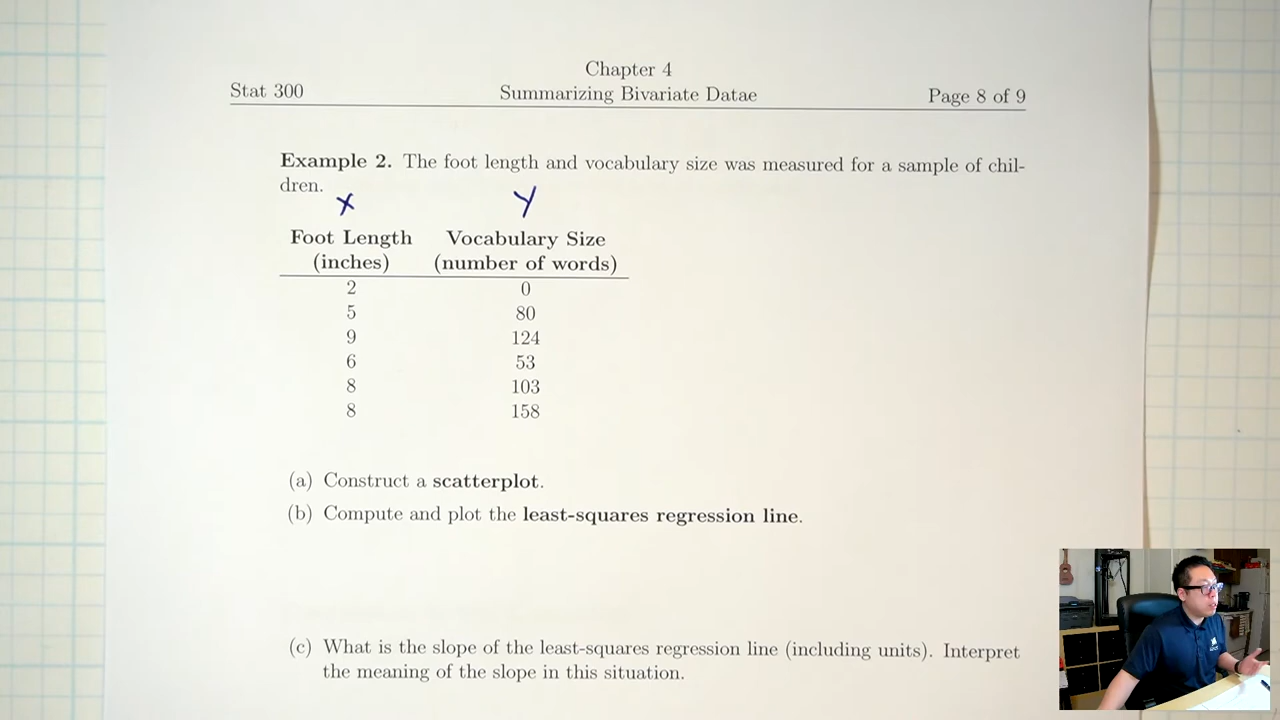 Chapter 4
Stat 300 Summarizing Bivariate Datae Page 8 of 9
Example 2. The foot length and vocabulary size was measured for a sample of chil-
dren.
X Y
Foot Length Vocabulary Size
(inches) (number of words)
2 0
5 80
9 124
6 53
8 103
8 158
(a) Construct a scatterplot.
(b) Compute and plot the least-squares regression line.
(c) What is the slope of the least-squares regression line (including units). Interpret
the meaning of the slope in this situation.